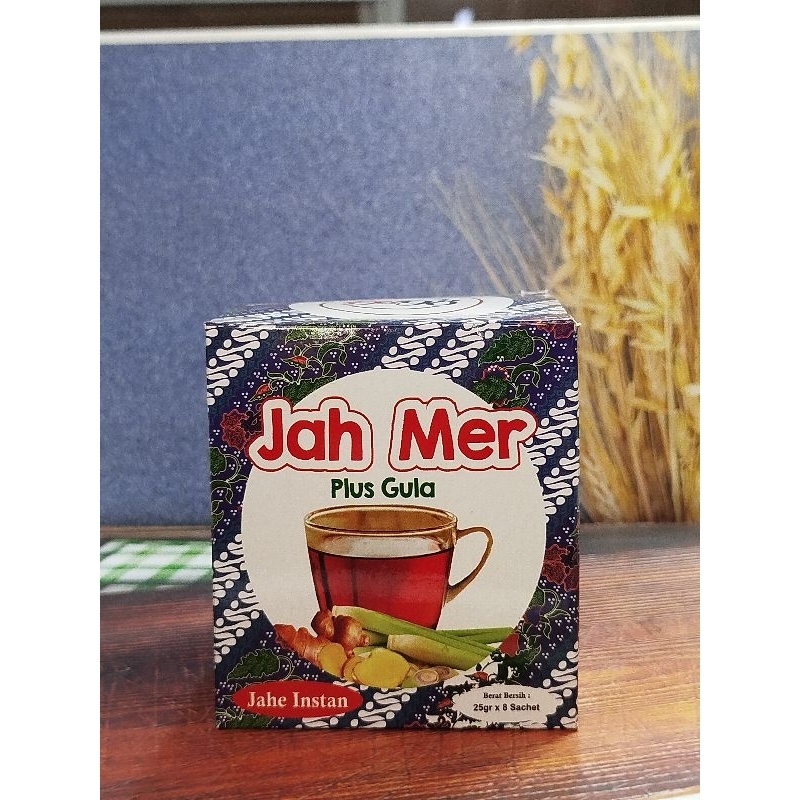 Jah Mer
Plus Gula
Jahe Instan
Berat Bersih :
25gr x 8 Sachet